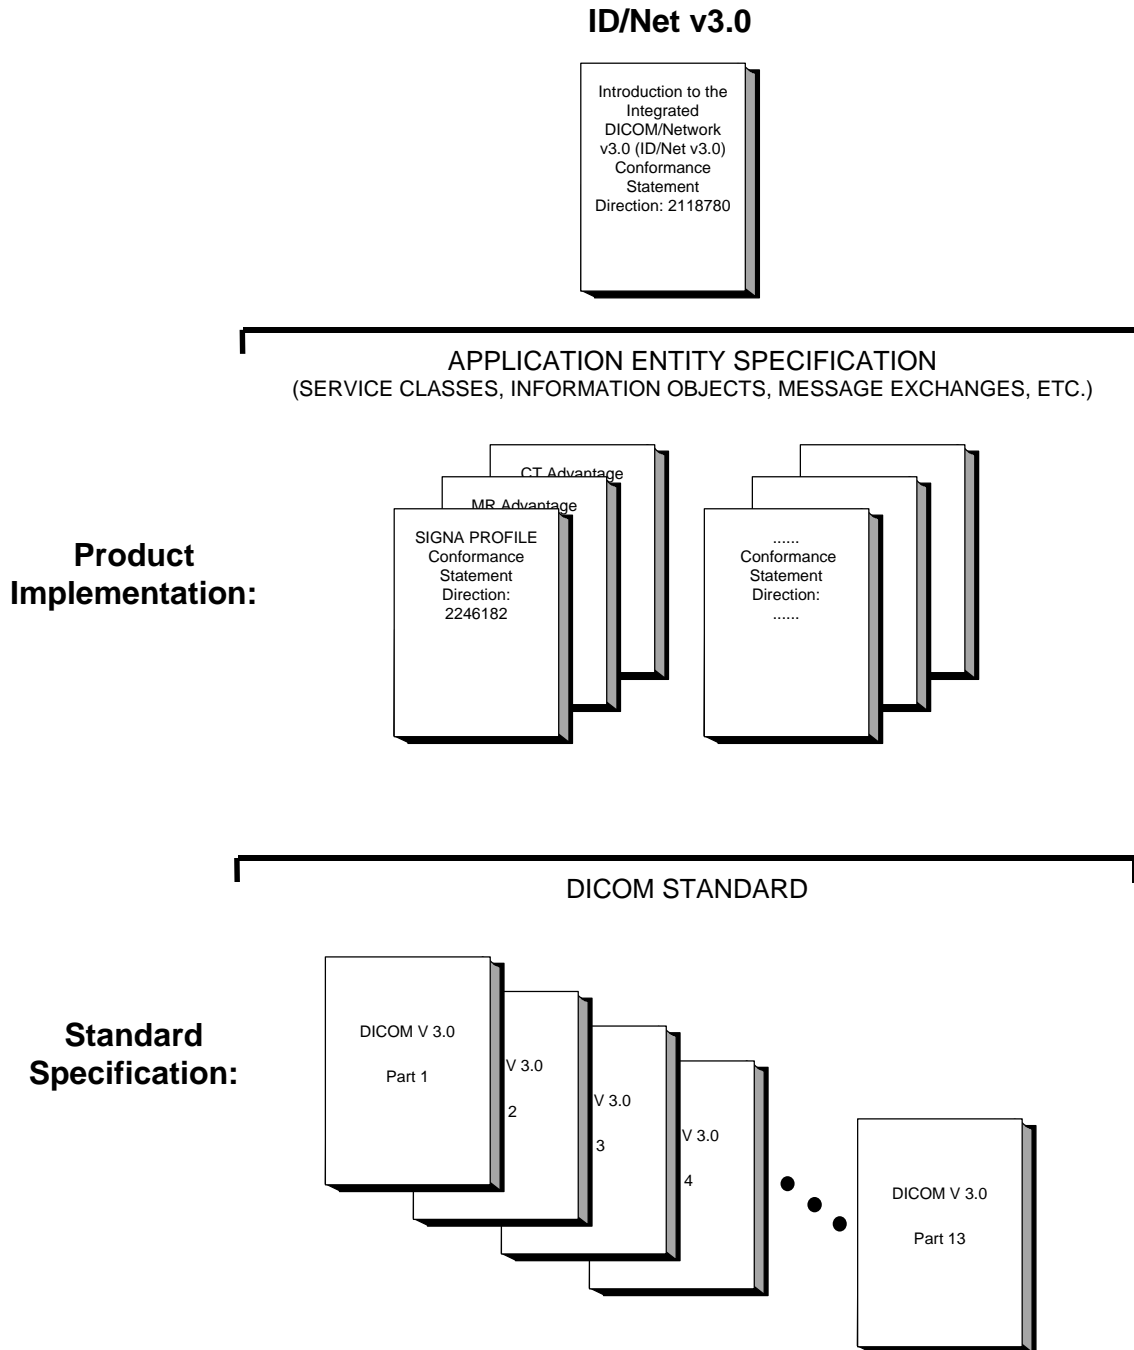 ID/Net v3.0
Introduction to the
Integrated
DICOM/Network
v3.0 (ID/Net v3.0)
Conformance
Statement
Direction: 2118780
APPLICATION ENTITY SPECIFICATION
(SERVICE CLASSES, INFORMATION OBJECTS, MESSAGE EXCHANGES, ETC.)
Product
Implementation:
CT Advantage
MR Advantage
SIGNA PROFILE
Conformance
Statement
Direction:
2246182
......
Conformance
Statement
Direction:
......
DICOM STANDARD
Standard
Specification:
DICOM V 3.0
Part 1
V 3.0
2
V 3.0
3
V 3.0
4
DICOM V 3.0
Part 13